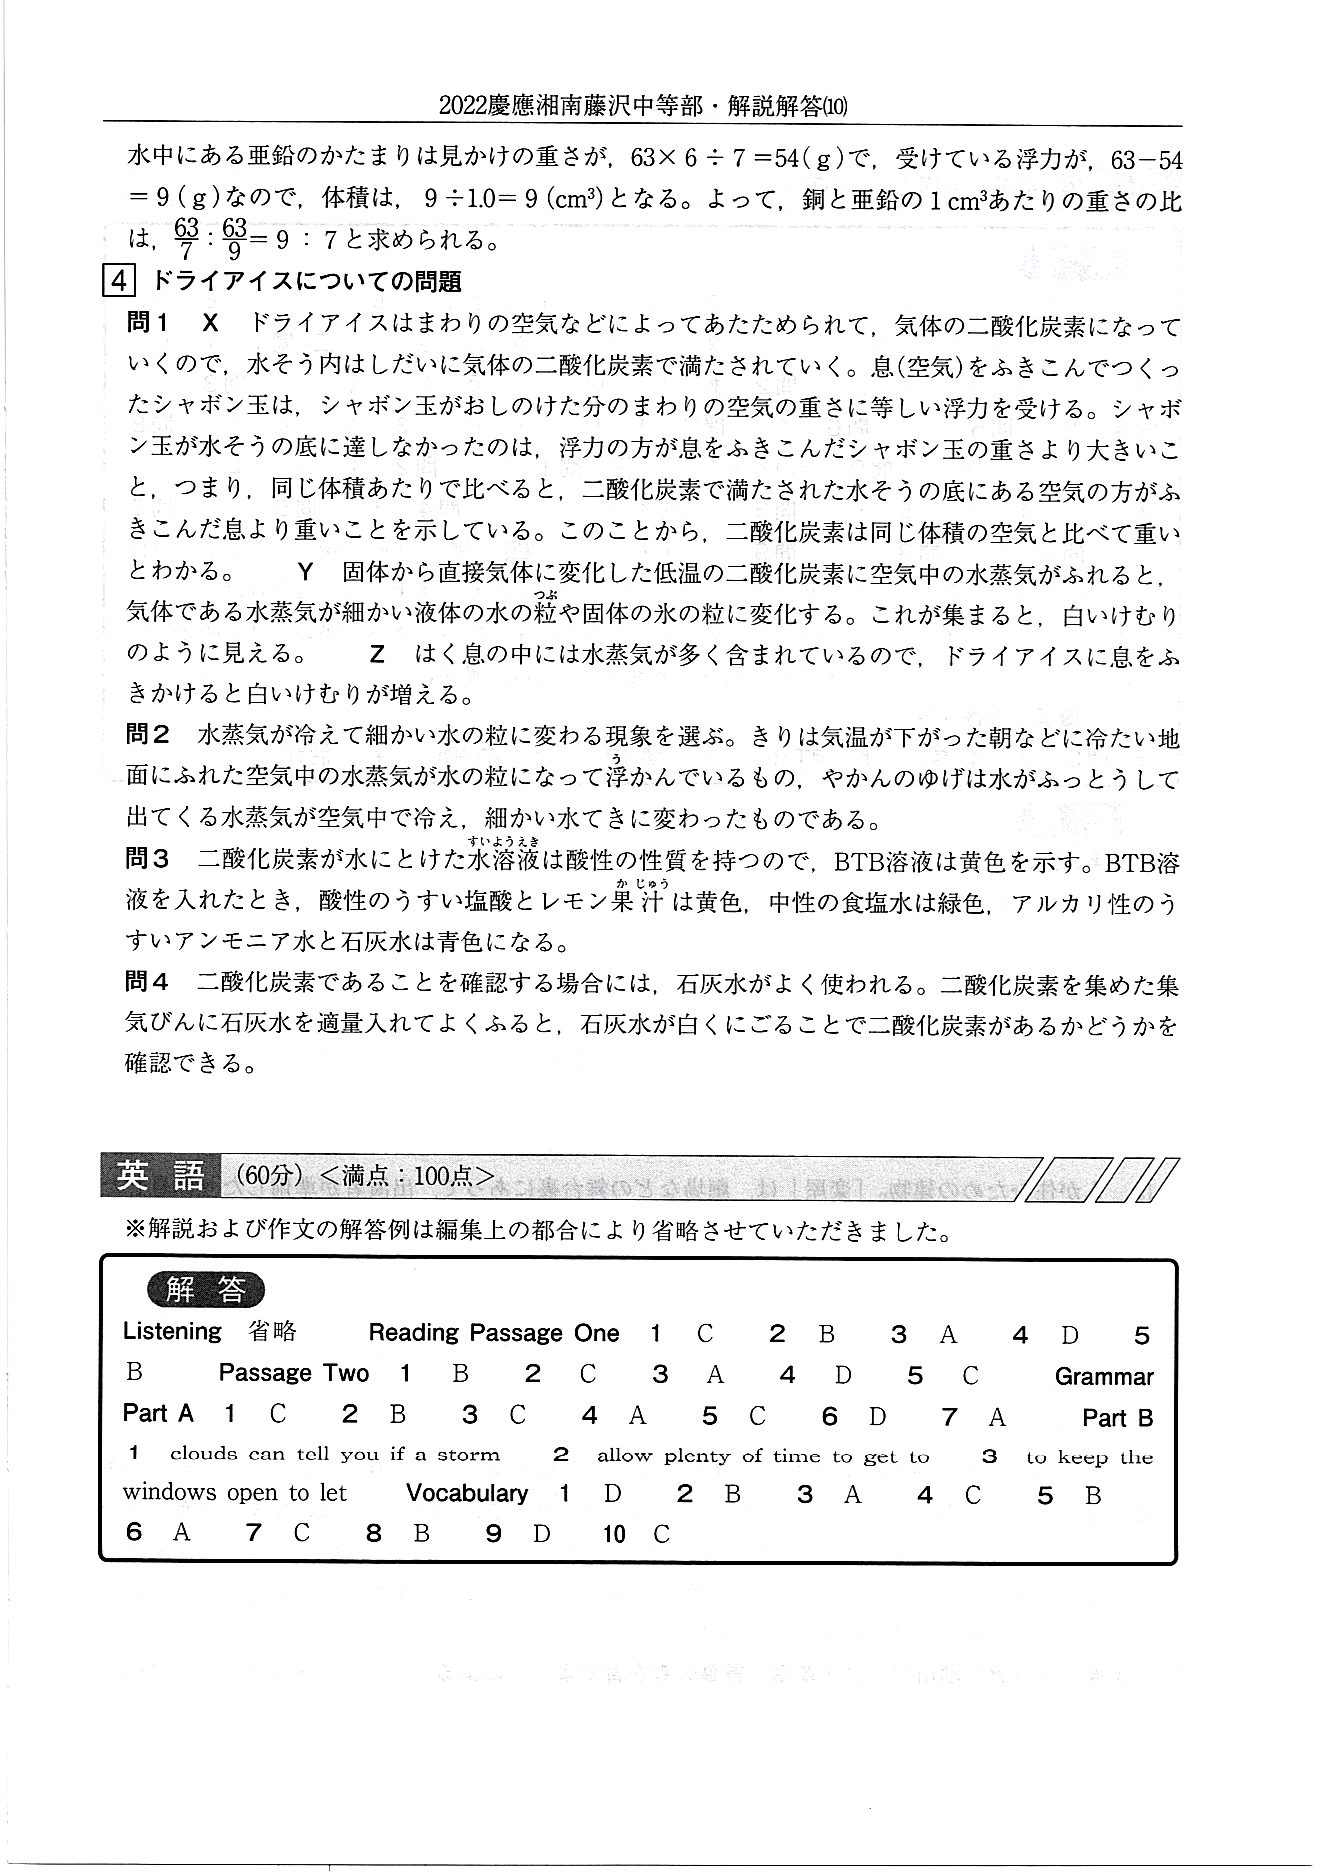 2022慶應湘南藤沢中等部・解説解答⑽
水中にある亜鉛のかたまりは見かけの重さが，63×6÷7＝54(g)で，受けている浮力が，63−54
＝9(g)なので，体積は，9÷1.0＝9(cm³)となる。よって，銅と亜鉛の1cm³あたりの重さの比
は，63/7：63/9＝9：7と求められる。
4 ドライアイスについての問題
問1 X ドライアイスはまわりの空気などによってあたためられて，気体の二酸化炭素になって
いくので，水そう内はしだいに気体の二酸化炭素で満たされていく。息(空気)をふきこんでつくっ
たシャボン玉は，シャボン玉がおしのけた分のまわりの空気の重さに等しい浮力を受ける。シャボ
ン玉が水そうの底に達しなかったのは，浮力の方が息をふきこんだシャボン玉の重さより大きいこ
と，つまり，同じ体積あたりで比べると，二酸化炭素で満たされた水そうの底にある空気の方がふ
きこんだ息より重いことを示している。このことから，二酸化炭素は同じ体積の空気と比べて重い
とわかる。 Y 固体から直接気体に変化した低温の二酸化炭素に空気中の水蒸気がふれると，
つぶ
気体である水蒸気が細かい液体の水の粒や固体の氷の粒に変化する。これが集まると，白いけむり
のように見える。 Z はく息の中には水蒸気が多く含まれているので，ドライアイスに息をふ
きかけると白いけむりが増える。
問2 水蒸気が冷えて細かい水の粒に変わる現象を選ぶ。きりは気温が下がった朝などに冷たい地
う
面にふれた空気中の水蒸気が水の粒になって浮かんでいるもの，やかんのゆげは水がふっとうして
出てくる水蒸気が空気中で冷え，細かい水てきに変わったものである。
すいようえき
問3 二酸化炭素が水にとけた水溶液は酸性の性質を持つので，BTB溶液は黄色を示す。BTB溶
か じゅう
液を入れたとき，酸性のうすい塩酸とレモン果汁は黄色，中性の食塩水は緑色，アルカリ性のう
すいアンモニア水と石灰水は青色になる。
問4 二酸化炭素であることを確認する場合には，石灰水がよく使われる。二酸化炭素を集めた集
気びんに石灰水を適量入れてよくふると，石灰水が白くにごることで二酸化炭素があるかどうかを
確認できる。
英語 (60分) ＜満点：100点＞
※解説および作文の解答例は編集上の都合により省略させていただきました。
解答
Listening 省略 Reading Passage One 1 C 2 B 3 A 4 D 5
B Passage Two 1 B 2 C 3 A 4 D 5 C Grammar
Part A 1 C 2 B 3 C 4 A 5 C 6 D 7 A Part B
1 clouds can tell you if a storm 2 allow plenty of time to get to 3 to keep the
windows open to let Vocabulary 1 D 2 B 3 A 4 C 5 B
6 A 7 C 8 B 9 D 10 C